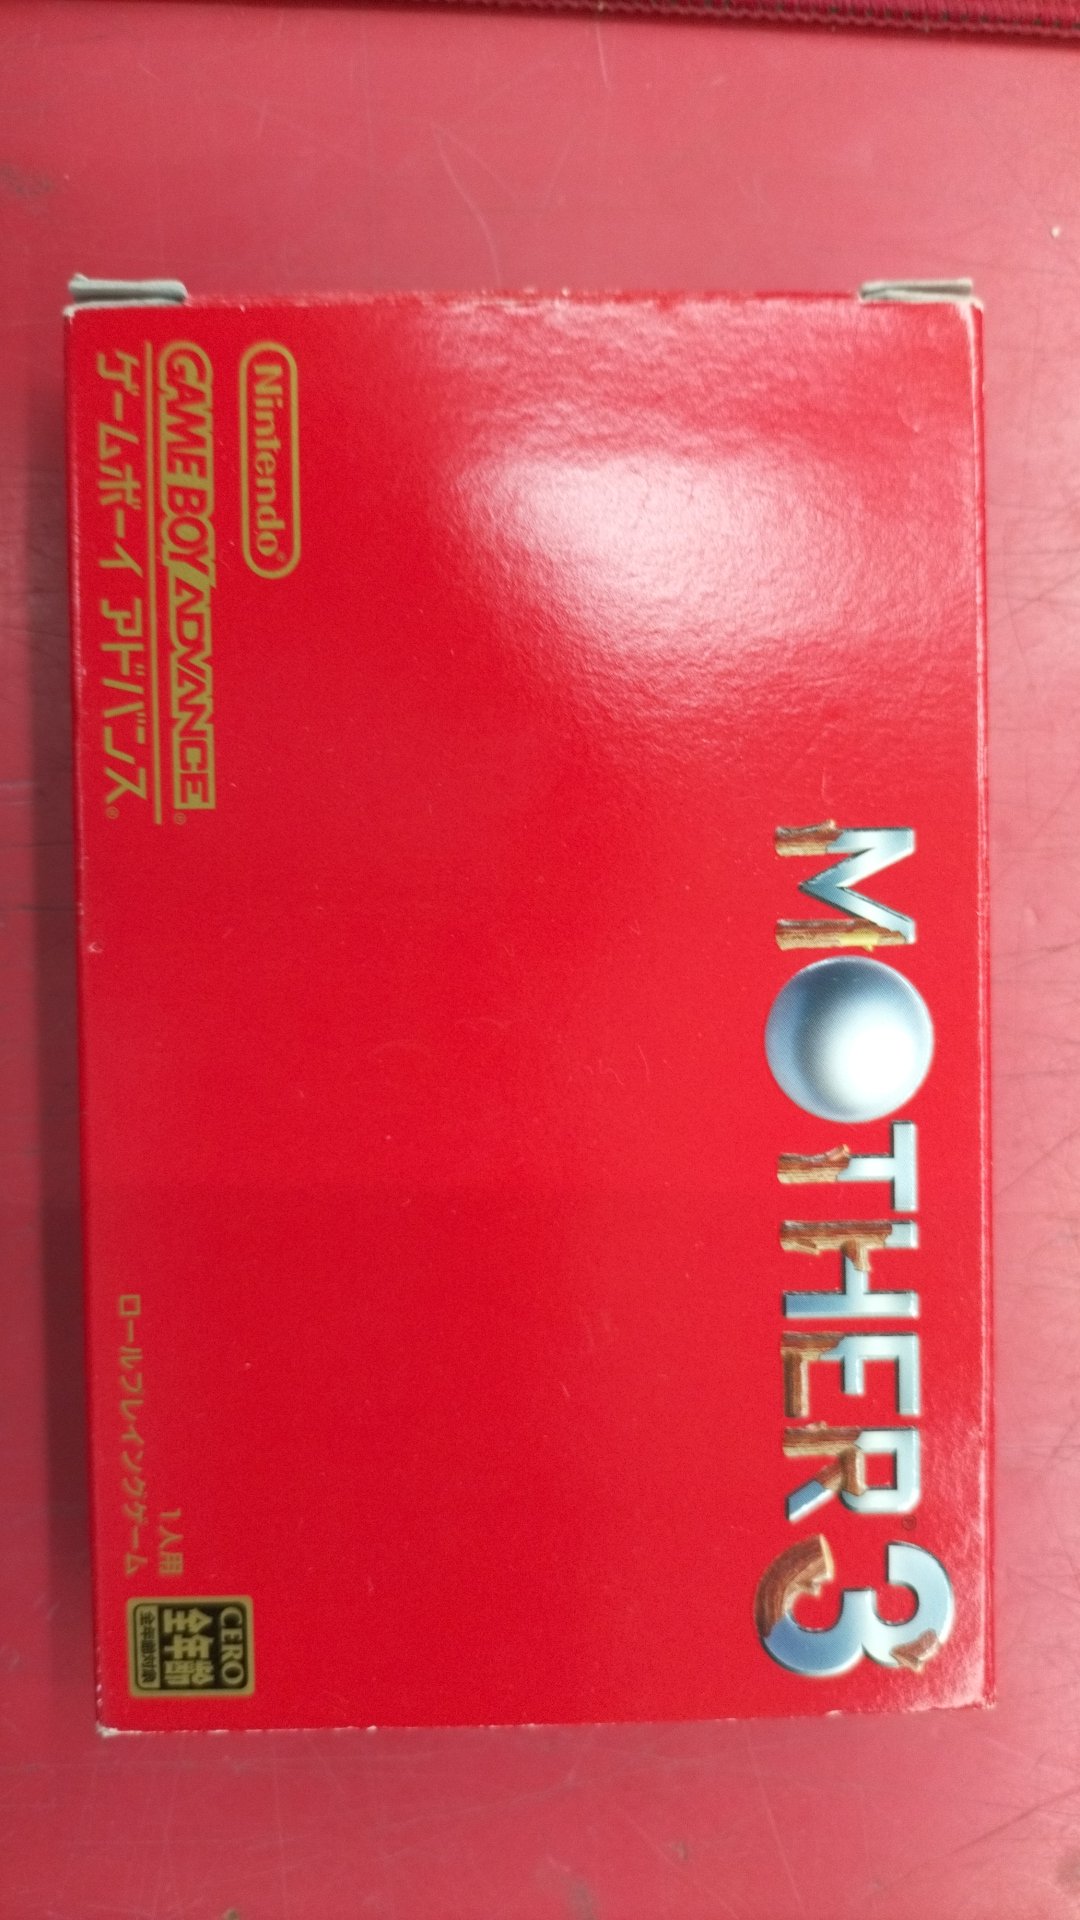 MOTHER 3
1人用
ロールプレイングゲーム
CERO
全年齢
全年齢対象
Nintendo®
GAME BOY ADVANCE®
ゲームボーイ アドバンス®